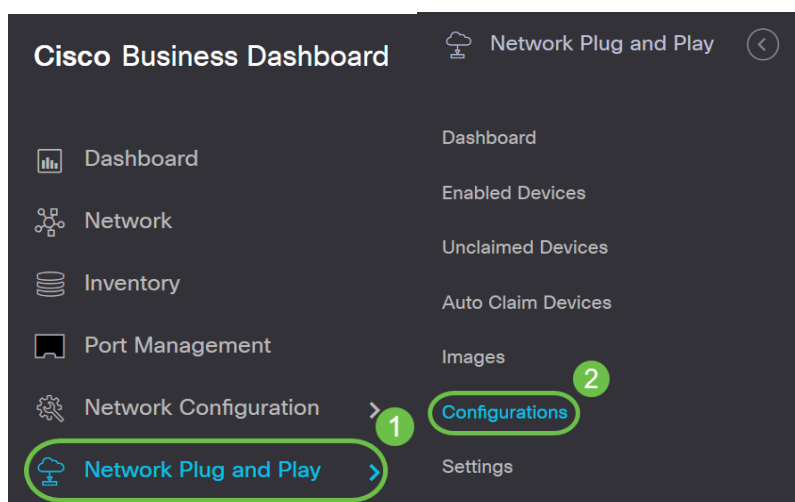 Cisco Business Dashboard
Dashboard
Network
Inventory
Port Management
Network Configuration
1
Network Plug and Play
Network Plug and Play
Dashboard
Enabled Devices
Unclaimed Devices
Auto Claim Devices
Images
2
Configurations
Settings